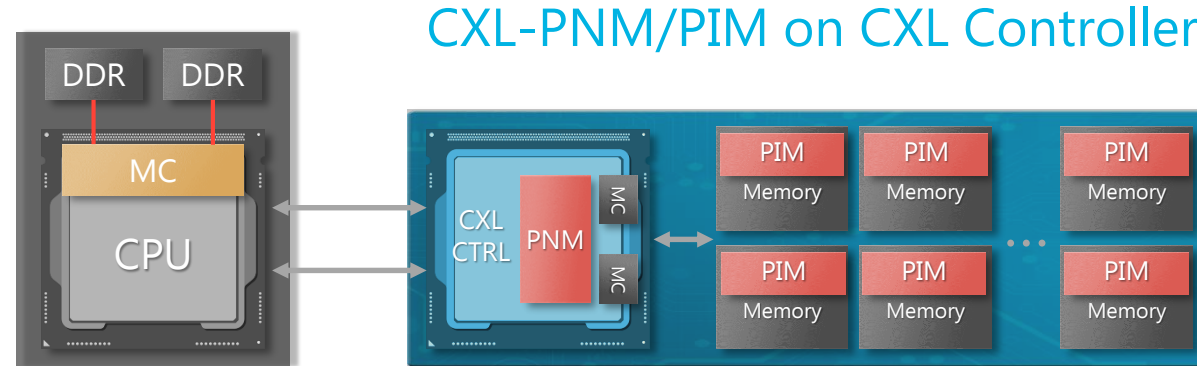 CXL-PNM/PIM on CXL Controller
DDR DDR
MC
CPU
CXL
CTRL
PNM
MC
MC
PIM PIM PIM
Memory Memory Memory
...
PIM PIM PIM
Memory Memory Memory